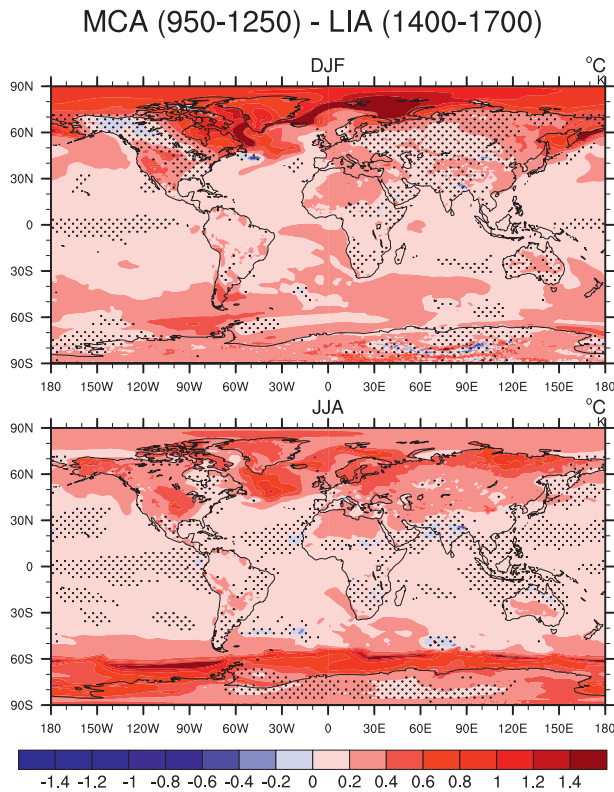 MCA (950-1250) - LIA (1400-1700)
DJF °C
K
90N
60N
30N
0
30S
60S
90S
180 150W 120W 90W 60W 30W 0 30E 60E 90E 120E 150E 180
JJA °C
K
90N
60N
30N
0
30S
60S
90S
180 150W 120W 90W 60W 30W 0 30E 60E 90E 120E 150E 180
-1.4 -1.2 -1 -0.8 -0.6 -0.4 -0.2 0 0.2 0.4 0.6 0.8 1 1.2 1.4